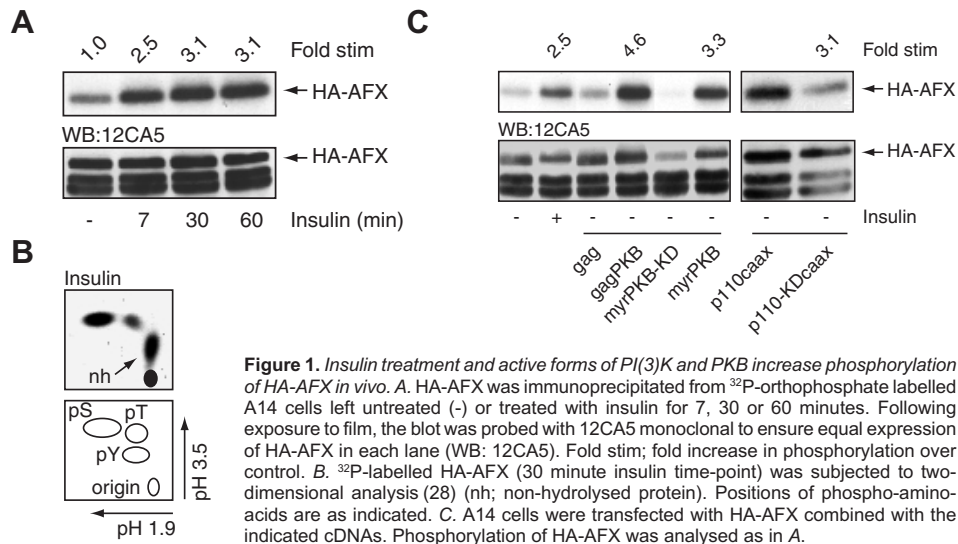 A
1.0 2.5 3.1 3.1 Fold stim
HA-AFX
WB:12CA5
HA-AFX
- 7 30 60 Insulin (min)
B
Insulin
nh
pS pT
pY
origin
pH 3.5
pH 1.9
C
2.5 4.6 3.3 3.1 Fold stim
HA-AFX
WB:12CA5
HA-AFX
- + - - - - - - Insulin
gag
gagPKB
myrPKB-KD
myrPKB
p110caax
p110-KDcaax
Figure 1. Insulin treatment and active forms of PI(3)K and PKB increase phosphorylation
of HA-AFX in vivo. A. HA-AFX was immunoprecipitated from ³²P-orthophosphate labelled
A14 cells left untreated (-) or treated with insulin for 7, 30 or 60 minutes. Following
exposure to film, the blot was probed with 12CA5 monoclonal to ensure equal expression
of HA-AFX in each lane (WB: 12CA5). Fold stim; fold increase in phosphorylation over
control. B. ³²P-labelled HA-AFX (30 minute insulin time-point) was subjected to two-
dimensional analysis (28) (nh; non-hydrolysed protein). Positions of phospho-amino-
acids are as indicated. C. A14 cells were transfected with HA-AFX combined with the
indicated cDNAs. Phosphorylation of HA-AFX was analysed as in A.